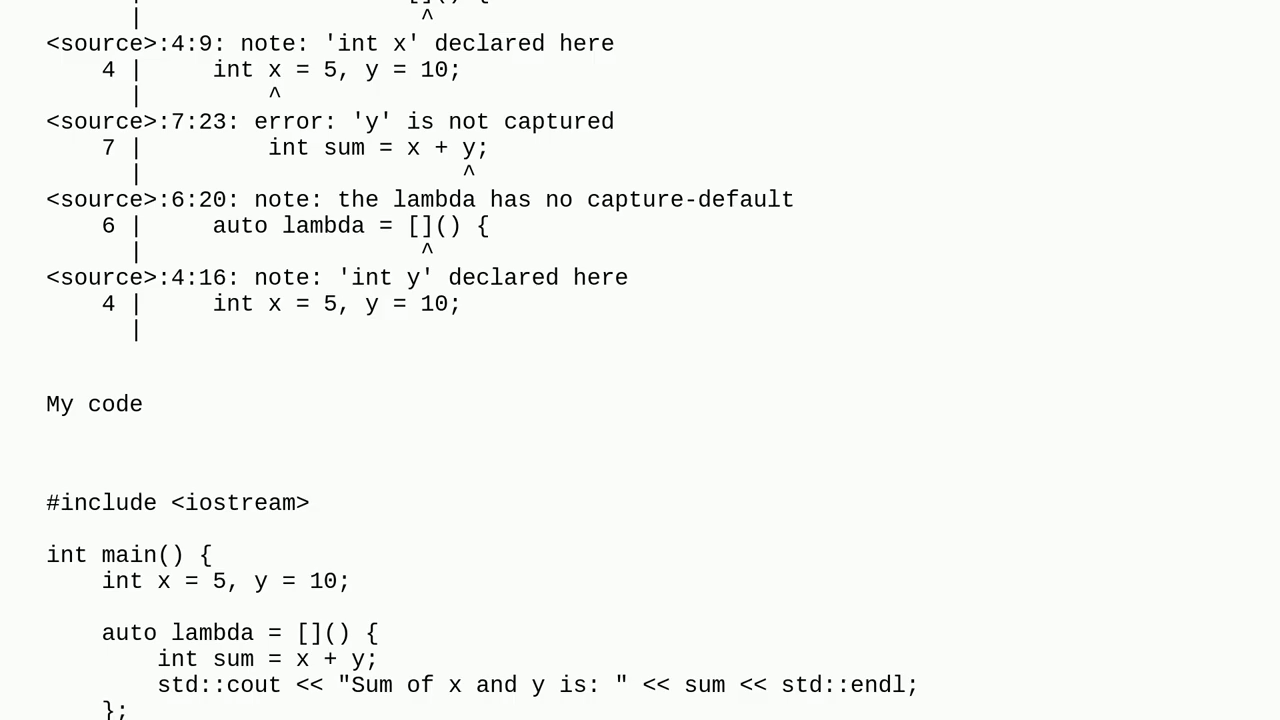 |                    []() {
      |                    ^
<source>:4:9: note: 'int x' declared here
    4 |     int x = 5, y = 10;
      |         ^
<source>:7:23: error: 'y' is not captured
    7 |         int sum = x + y;
      |                       ^
<source>:6:20: note: the lambda has no capture-default
    6 |     auto lambda = []() {
      |                    ^
<source>:4:16: note: 'int y' declared here
    4 |     int x = 5, y = 10;
      |
My code
#include <iostream>
int main() {
    int x = 5, y = 10;
    auto lambda = []() {
        int sum = x + y;
        std::cout << "Sum of x and y is: " << sum << std::endl;
    };